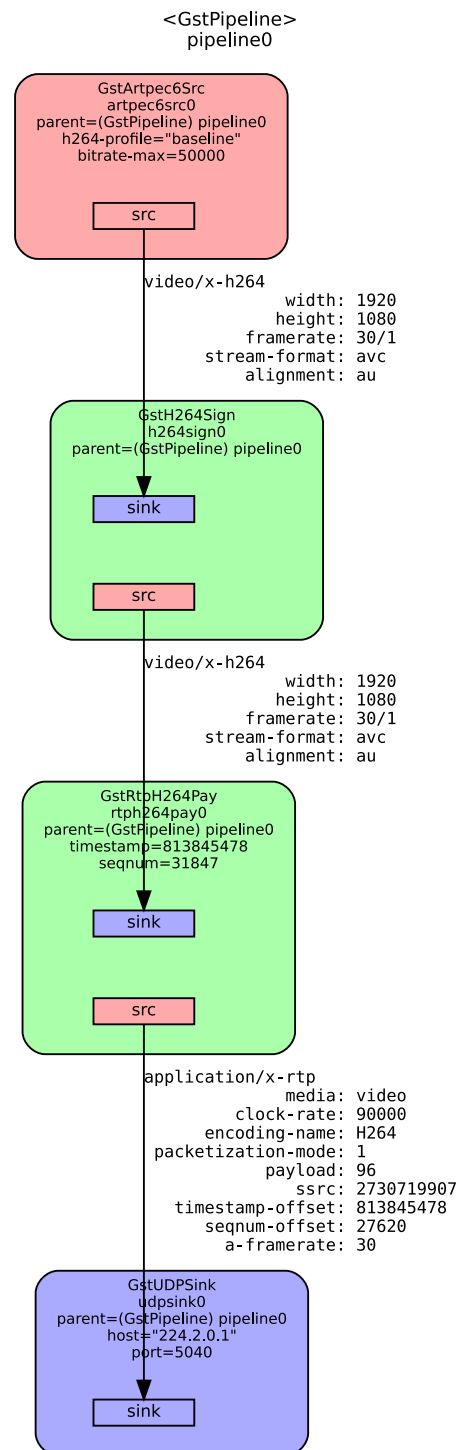 <GstPipeline>
pipeline0
GstArtpec6Src
artpec6src0
parent=(GstPipeline) pipeline0
h264-profile="baseline"
bitrate-max=50000
src
video/x-h264
width: 1920
height: 1080
framerate: 30/1
stream-format: avc
alignment: au
GstH264Sign
h264sign0
parent=(GstPipeline) pipeline0
sink
src
video/x-h264
width: 1920
height: 1080
framerate: 30/1
stream-format: avc
alignment: au
GstRtpH264Pay
rtph264pay0
parent=(GstPipeline) pipeline0
timestamp=813845478
seqnum=31847
sink
src
application/x-rtp
media: video
clock-rate: 90000
encoding-name: H264
packetization-mode: 1
payload: 96
ssrc: 2730719907
timestamp-offset: 813845478
seqnum-offset: 27620
a-framerate: 30
GstUDPSink
udpsink0
parent=(GstPipeline) pipeline0
host="224.2.0.1"
port=5040
sink